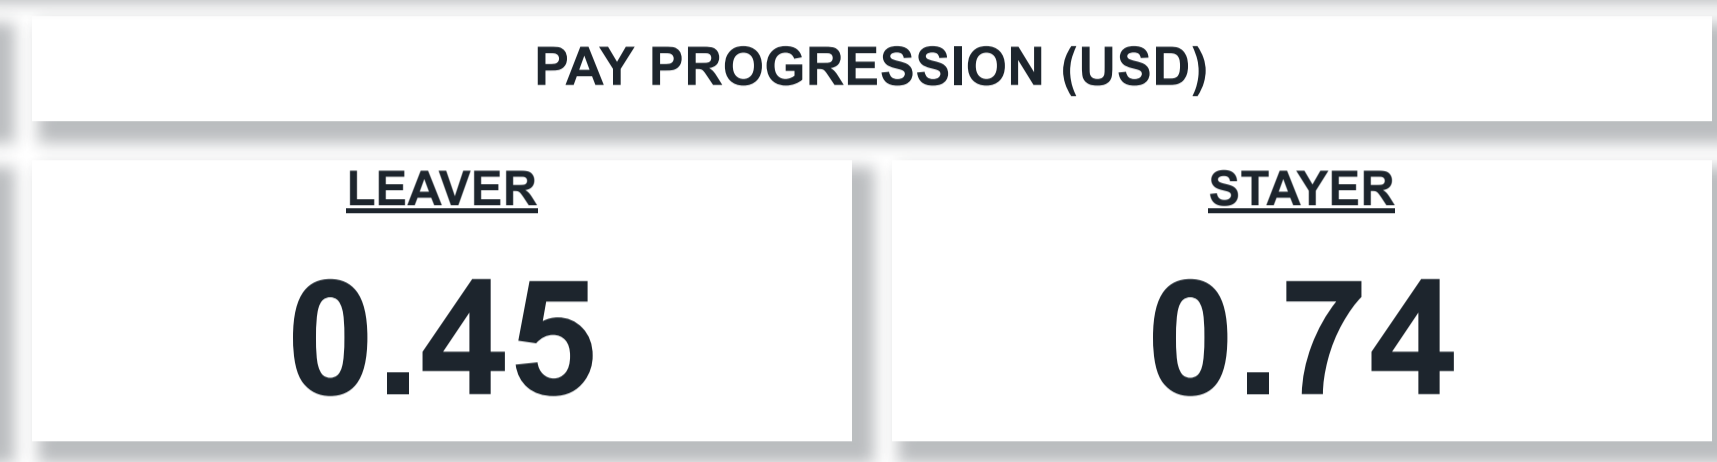 PAY PROGRESSION (USD)
LEAVER
STAYER
0.45
0.74